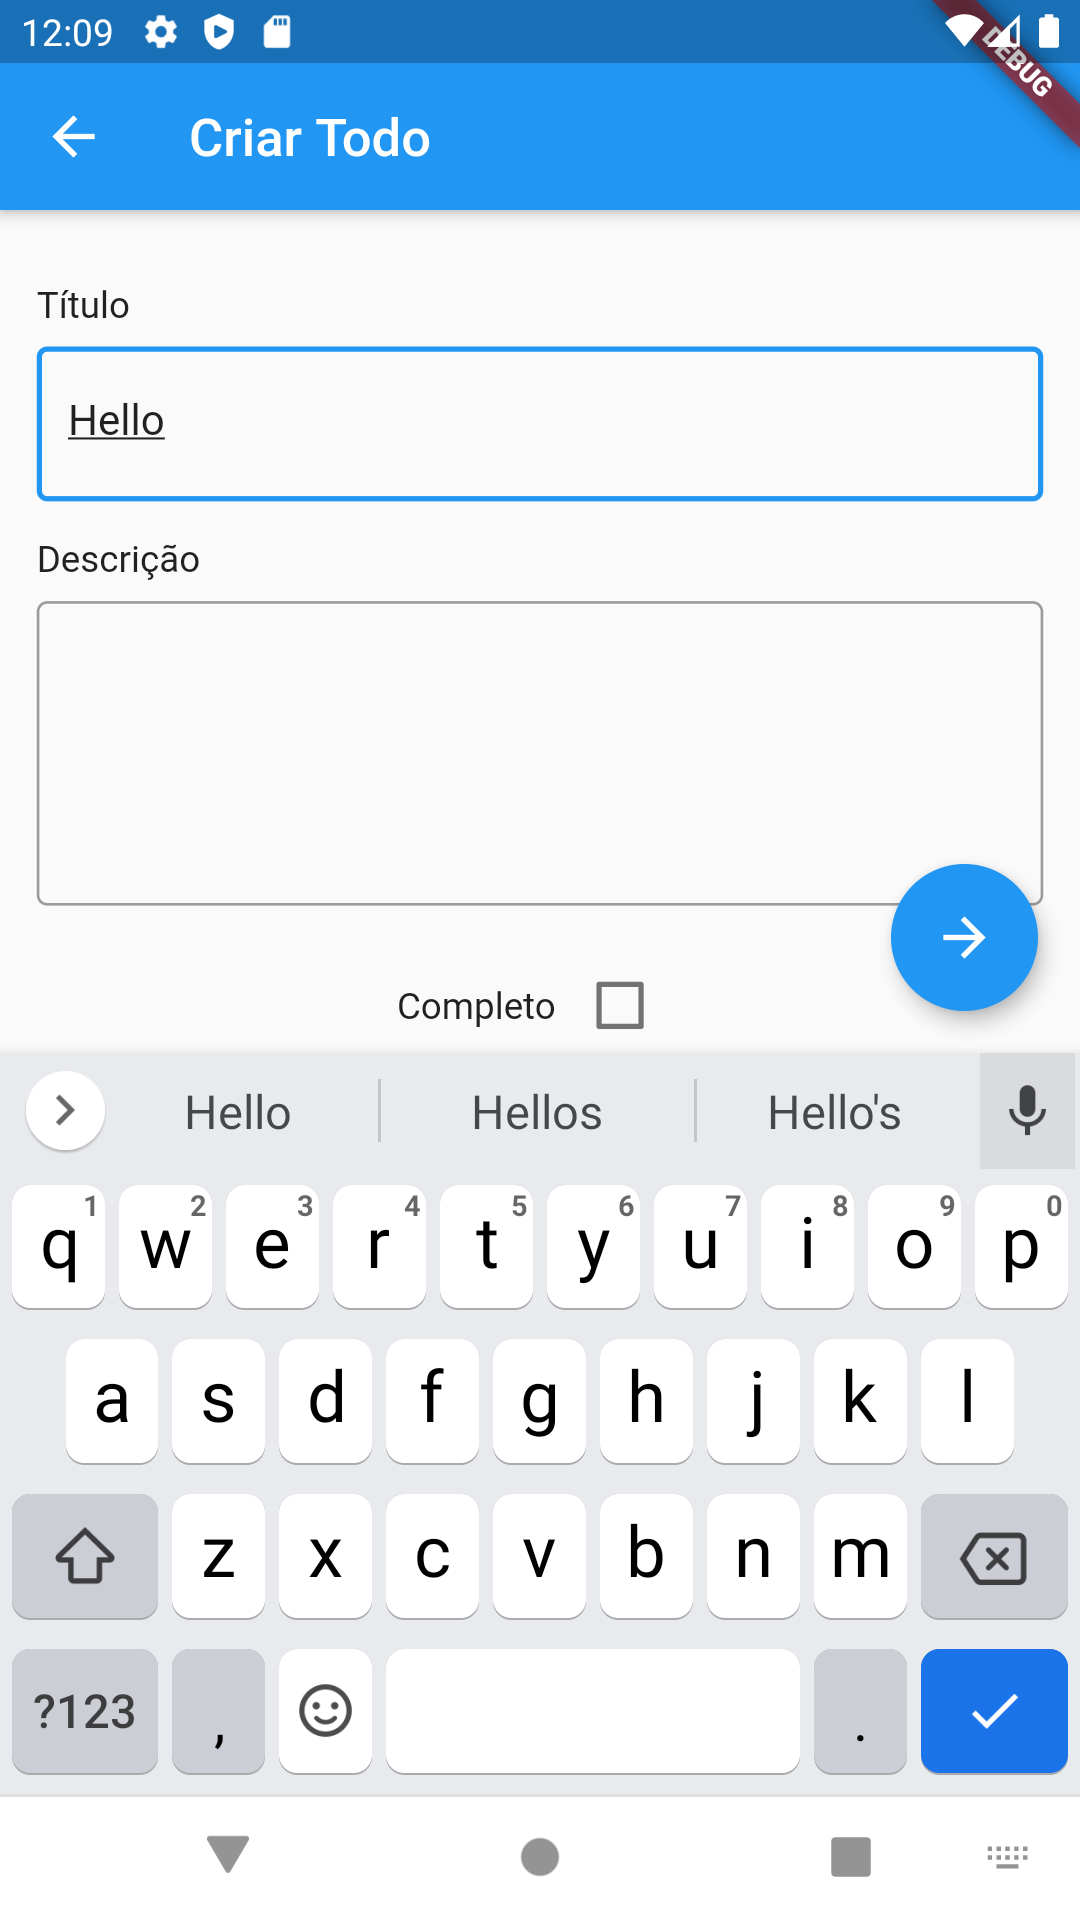 12:09
DEBUG
Criar Todo
Título
Hello
Descrição
Completo
Hello Hellos Hello's
q 1 w 2 e 3 r 4 t 5 y 6 u 7 i 8 o 9 p 0
a s d f g h j k l
z x c v b n m
?123 , .